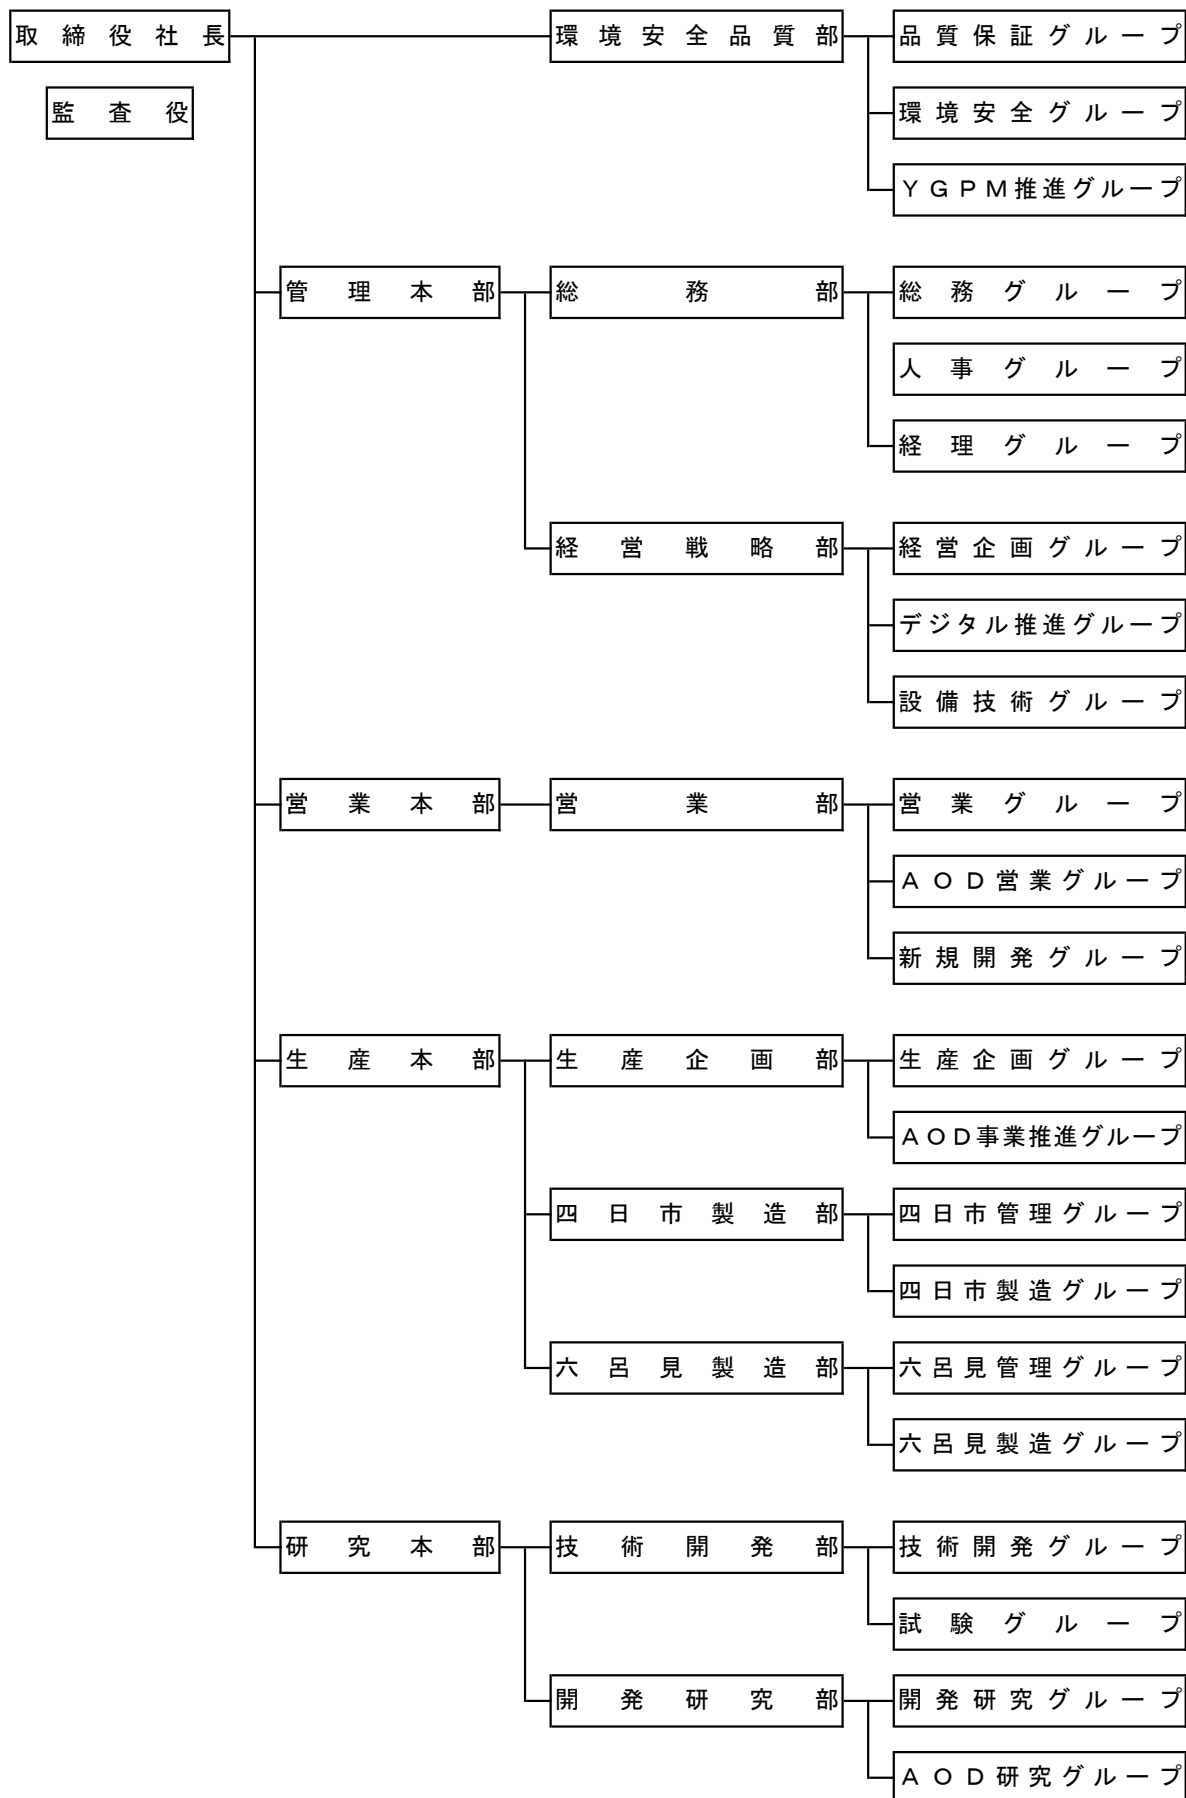 取締役社長 環境安全品質部 品質保証グループ
監査役 環境安全グループ
YGPM推進グループ
管理本部 総務部 総務グループ
人事グループ
経理グループ
経営戦略部 経営企画グループ
デジタル推進グループ
設備技術グループ
営業本部 営業部 営業グループ
AOD営業グループ
新規開発グループ
生産本部 生産企画部 生産企画グループ
AOD事業推進グループ
四日市製造部 四日市管理グループ
四日市製造グループ
六呂見製造部 六呂見管理グループ
六呂見製造グループ
研究本部 技術開発部 技術開発グループ
試験グループ
開発研究部 開発研究グループ
AOD研究グループ